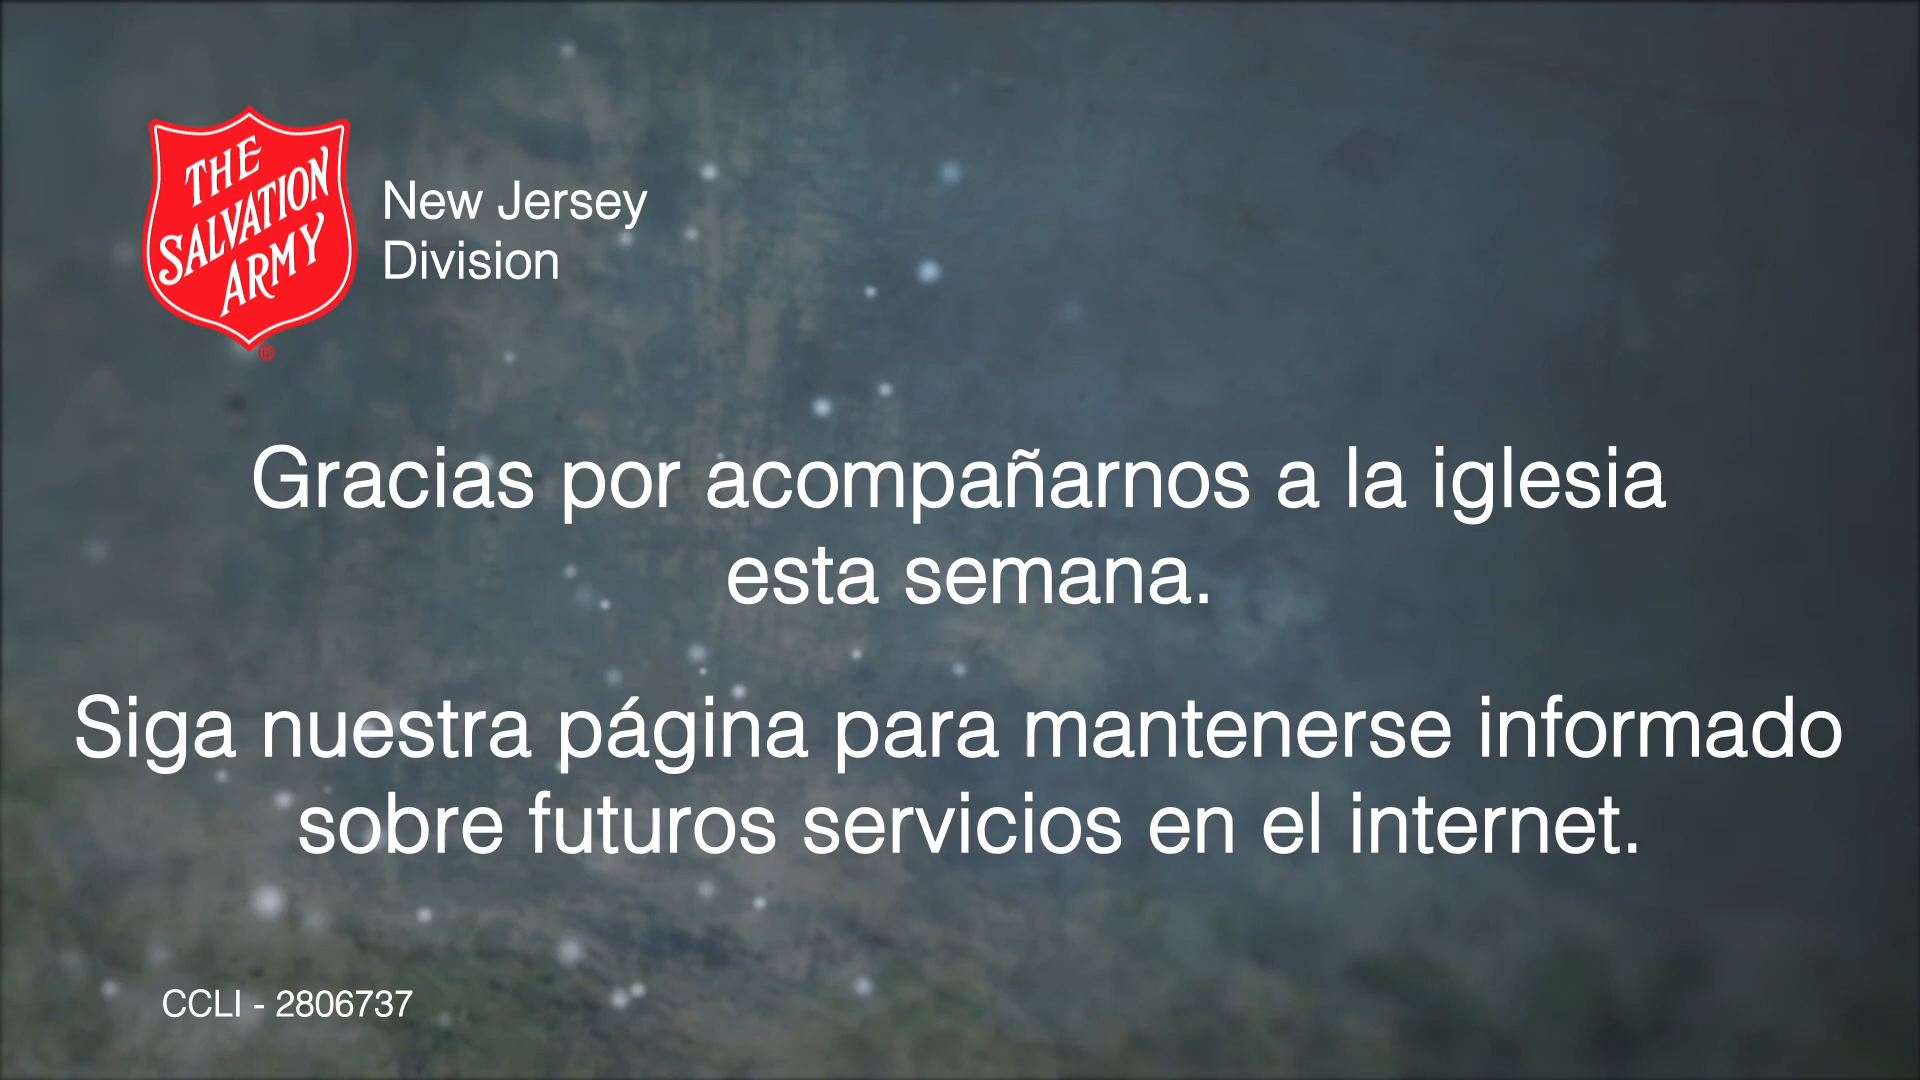 THE
SALVATION
ARMY
®
New Jersey
Division
Gracias por acompañarnos a la iglesia
esta semana.
Siga nuestra página para mantenerse informado
sobre futuros servicios en el internet.
CCLI - 2806737